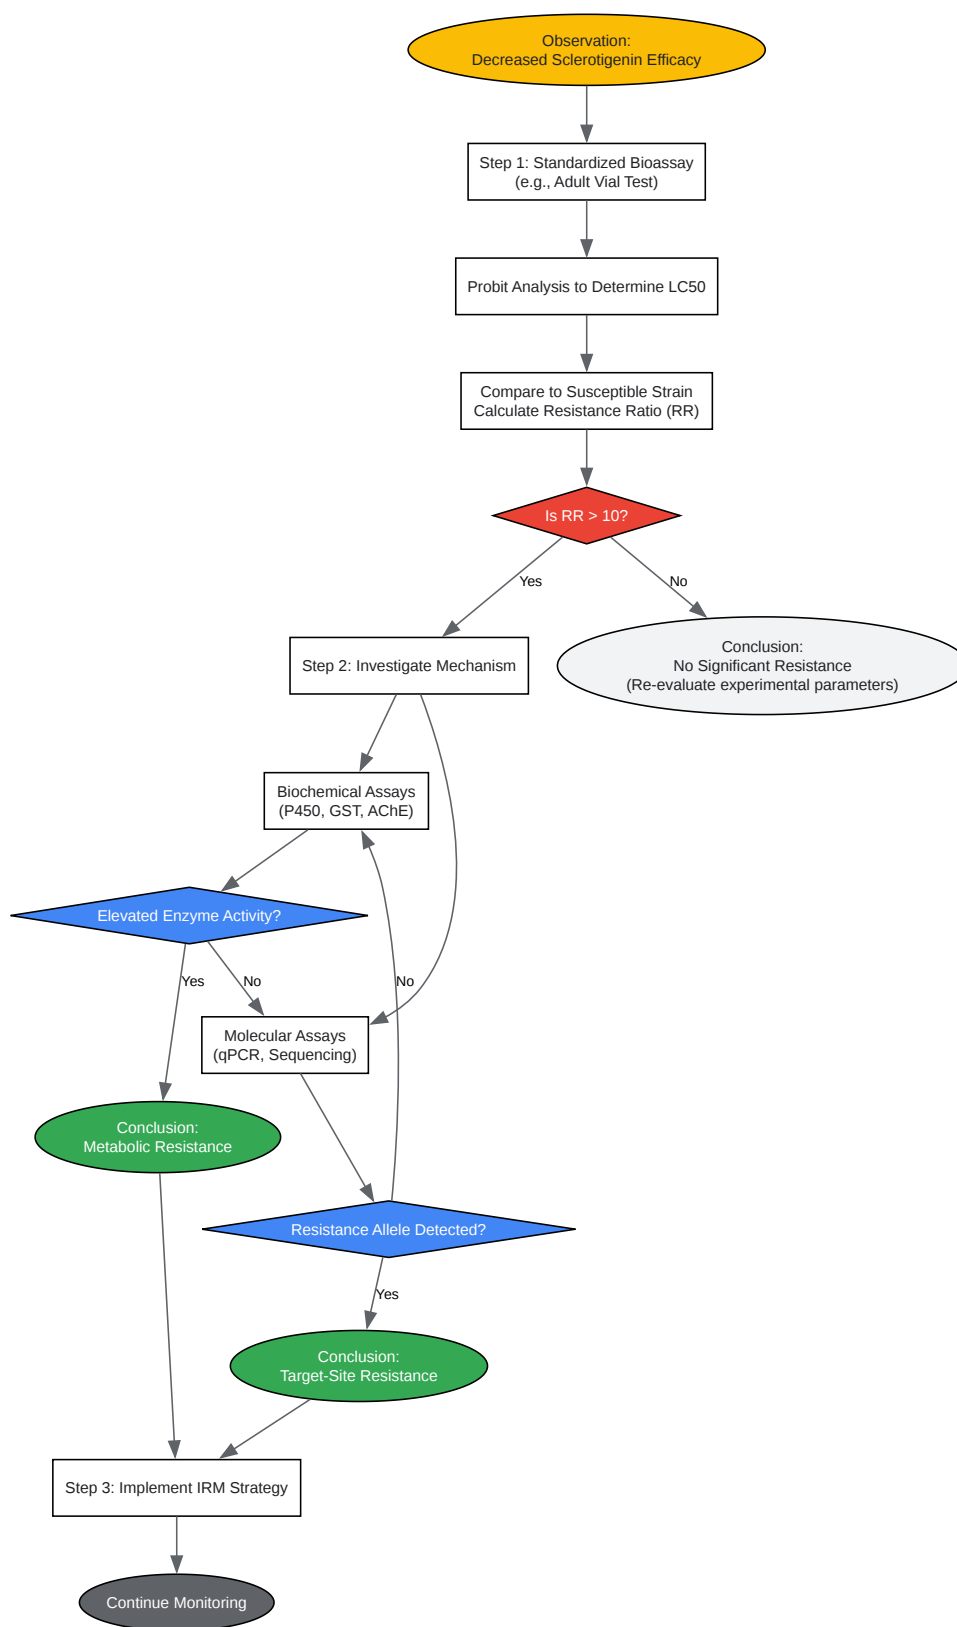 Observation:
Decreased Sclerotigenin Efficacy
Step 1: Standardized Bioassay
(e.g., Adult Vial Test)
Probit Analysis to Determine LC50
Compare to Susceptible Strain
Calculate Resistance Ratio (RR)
Is RR > 10?
Yes
No
Step 2: Investigate Mechanism
Conclusion:
No Significant Resistance
(Re-evaluate experimental parameters)
Biochemical Assays
(P450, GST, AChE)
Elevated Enzyme Activity?
Yes
No
No
Molecular Assays
(qPCR, Sequencing)
Conclusion:
Metabolic Resistance
Resistance Allele Detected?
Yes
Conclusion:
Target-Site Resistance
Step 3: Implement IRM Strategy
Continue Monitoring